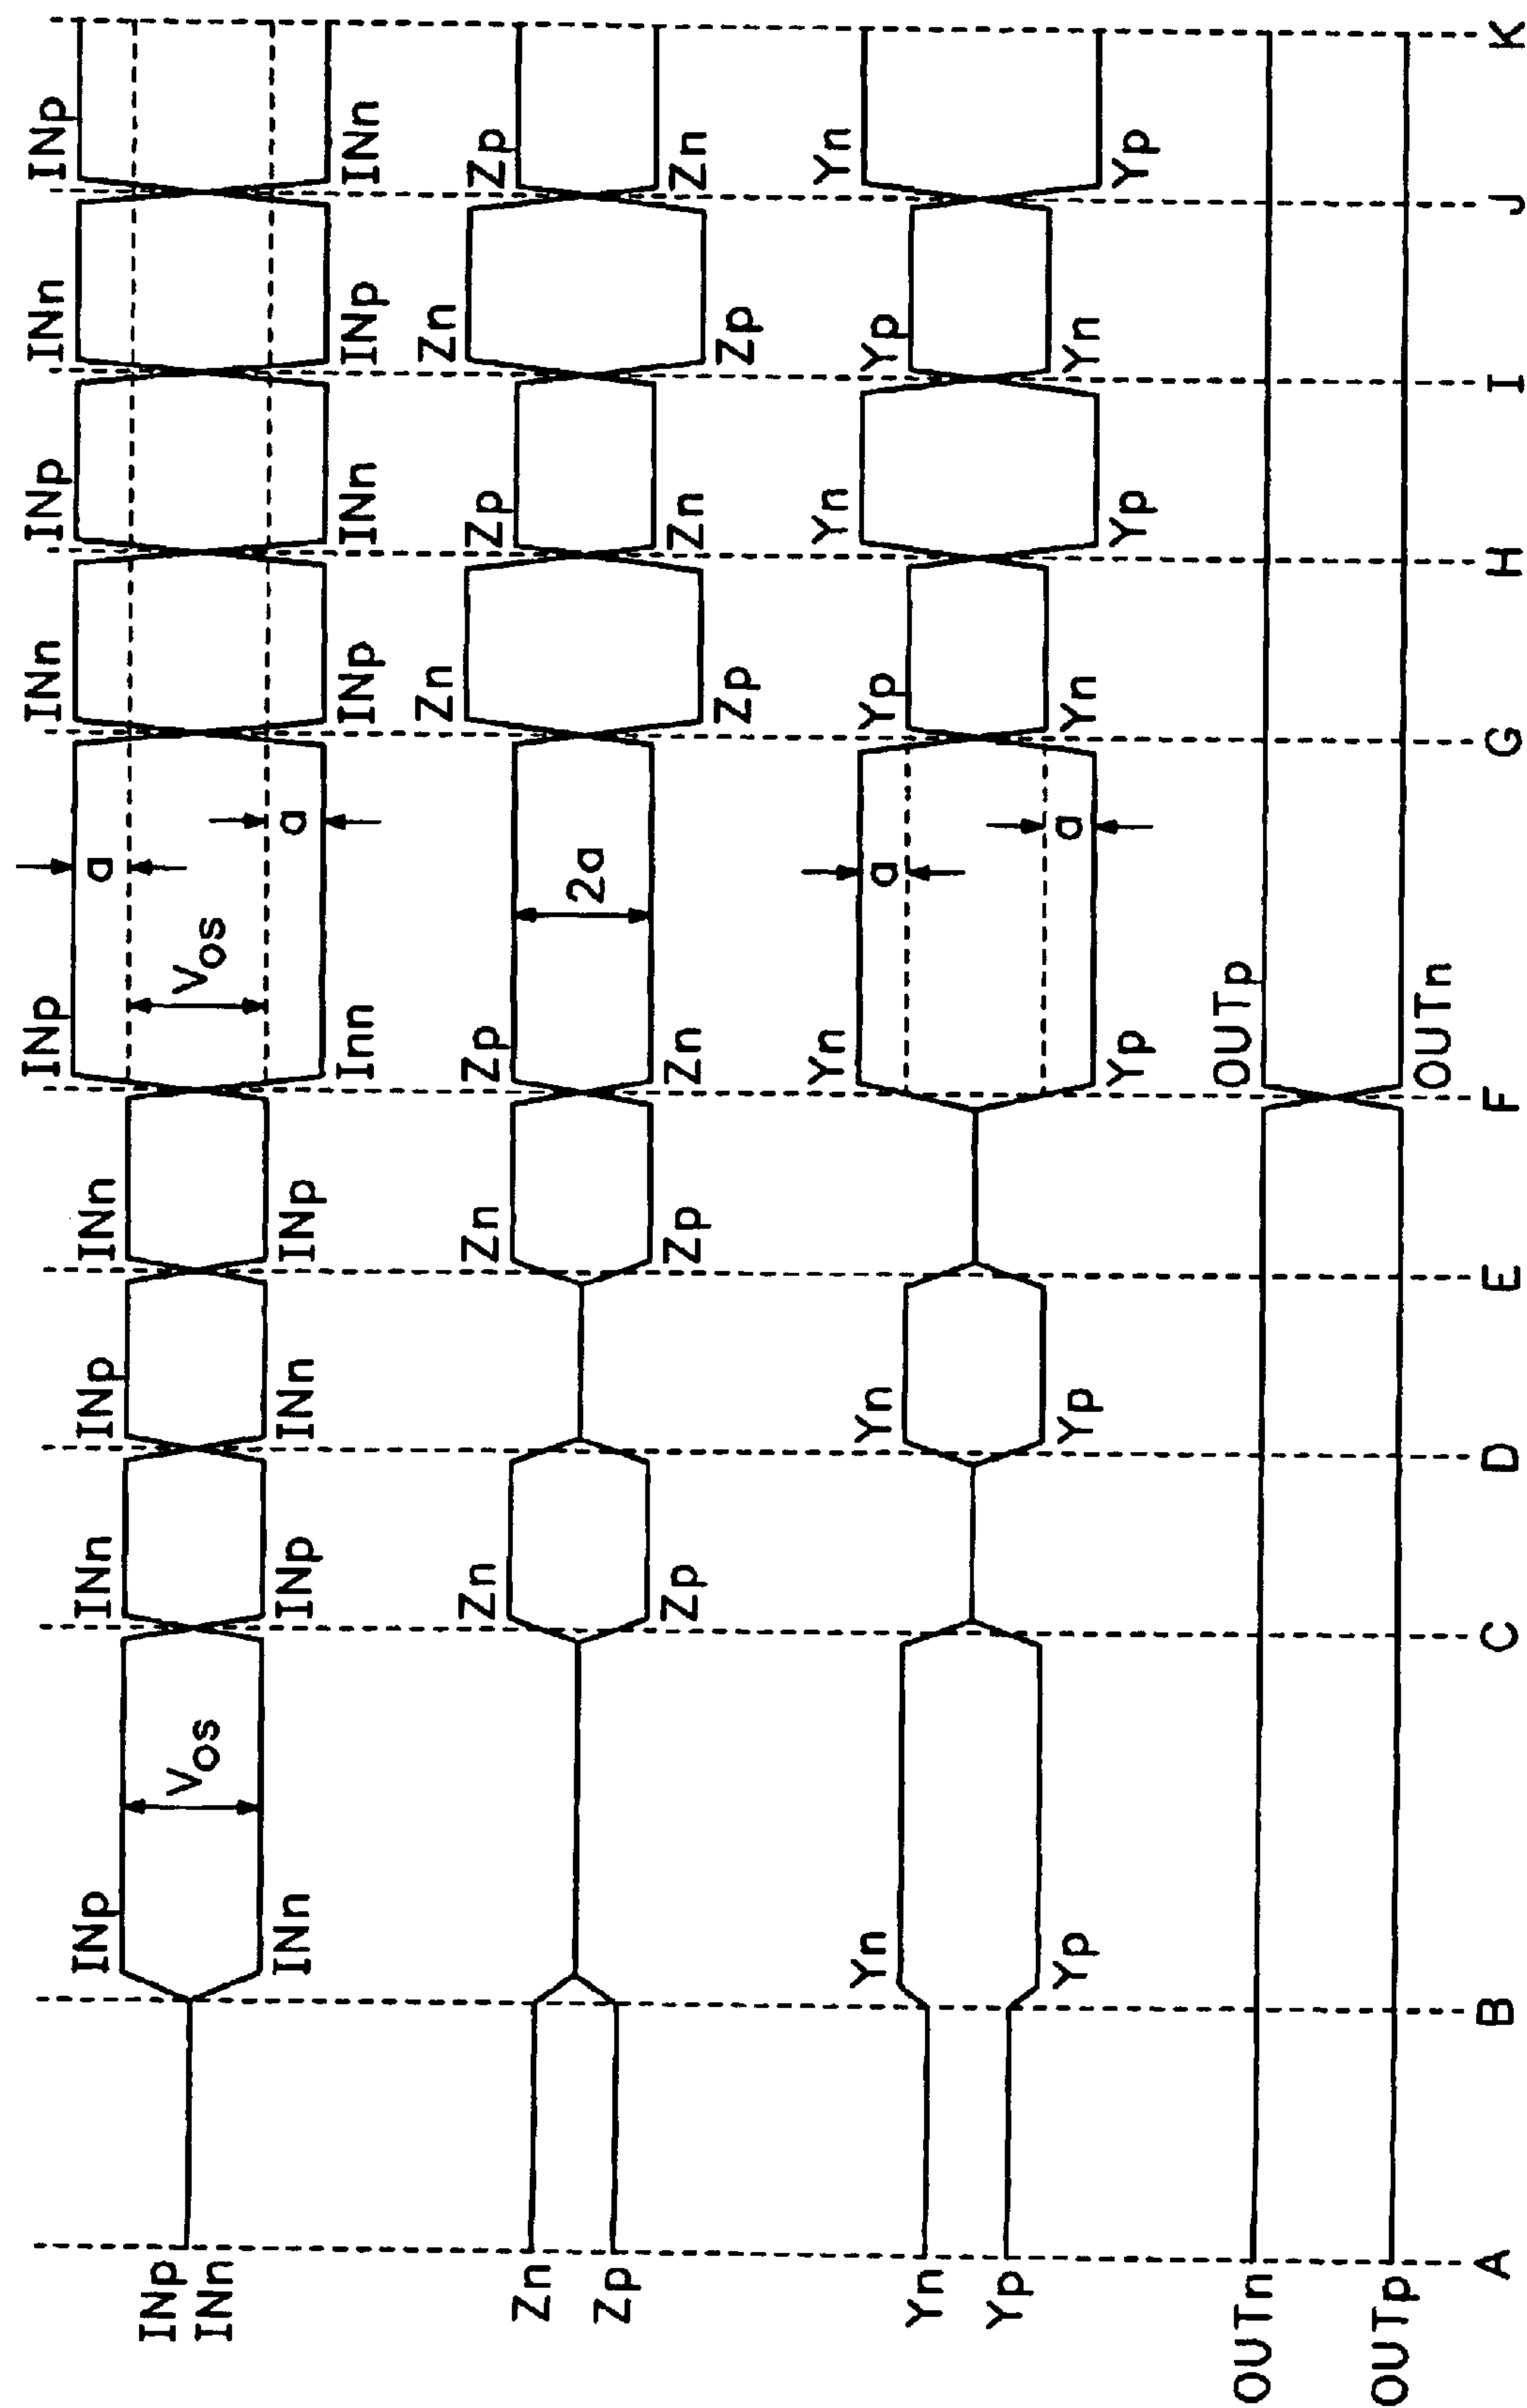 INp INn INp INn INp INn INp INn INp
a
INp
INn
Vos Vos a
INn INp INn INp Inn INp INn INp INn
Zn Zn Zp Zn Zp Zn Zp
Zn
2a
Zp
Zp Zp Zn Zp Zn Zp Zn
Yn Yn Yn Yp Yn Yp Yn
a
Yn
Yp
a
Yp Yp Yp Yn Yp Yn Yp
OUTp
OUTn
OUTp
OUTn
A B C D E F G H I J K